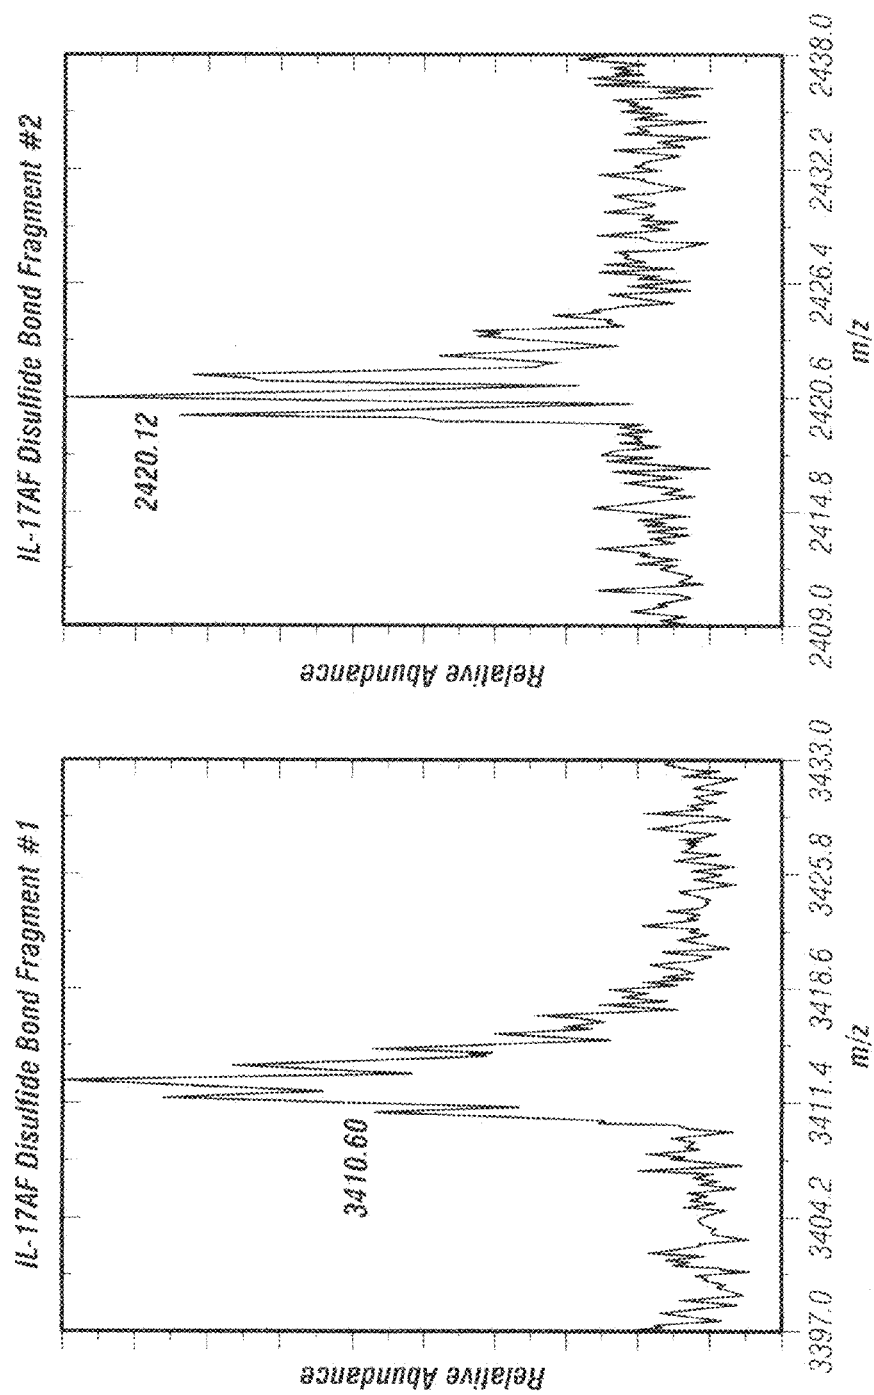 IL-17AF Disulfide Bond Fragment #1
Relative Abundance
3410.60
3397.0 3404.2 3411.4 3418.6 3425.8 3433.0
m/z
IL-17AF Disulfide Bond Fragment #2
Relative Abundance
2420.12
2409.0 2414.8 2420.6 2426.4 2432.2 2438.0
m/z